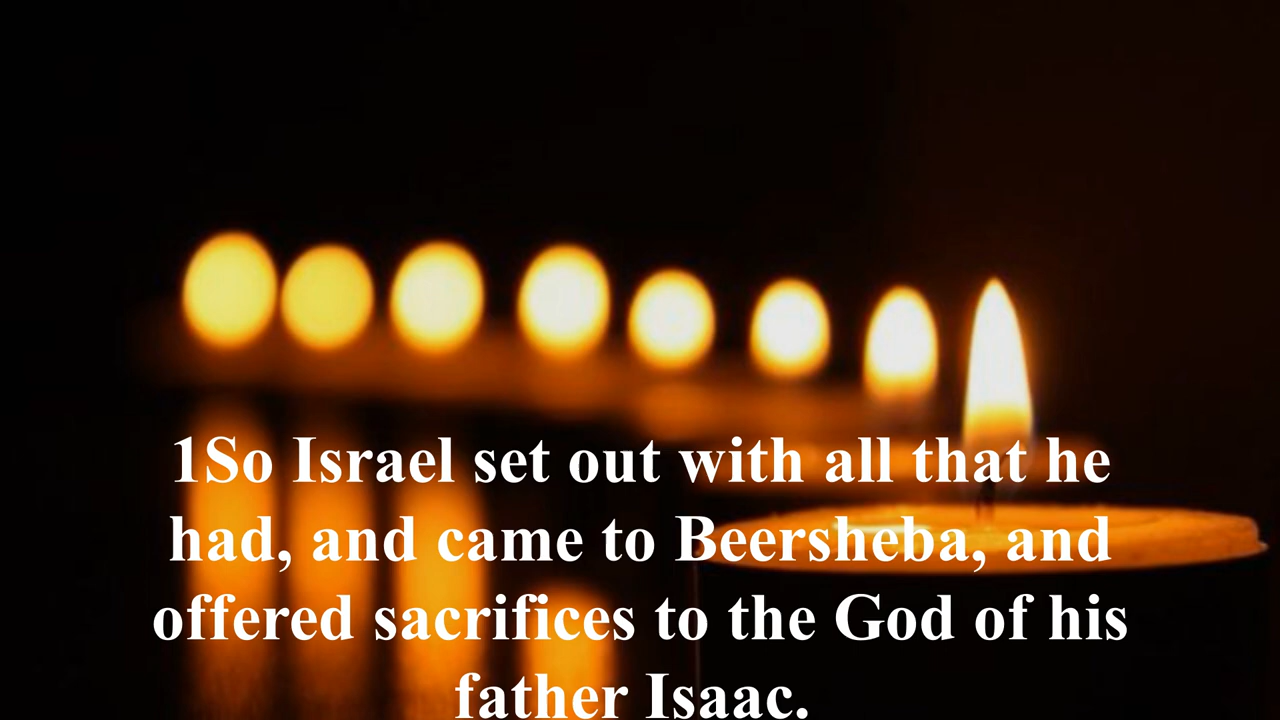 1So Israel set out with all that he
had, and came to Beersheba, and
offered sacrifices to the God of his
father Isaac.